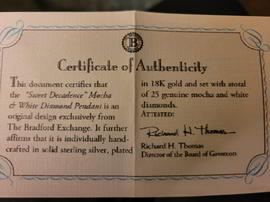 B
Certificate of Authenticity
This document certifies that
the "Sweet Decadence" Mocha
& White Diamond Pendant is an
original design exclusively from
The Bradford Exchange. It further
affirms that it is individually hand-
crafted in solid sterling silver, plated
in 18K gold and set with atotal
of 25 genuine mocha and white
diamonds.
ATTESTED:
Richard H. Thomas
Richard H. Thomas
Director of the Board of Governors